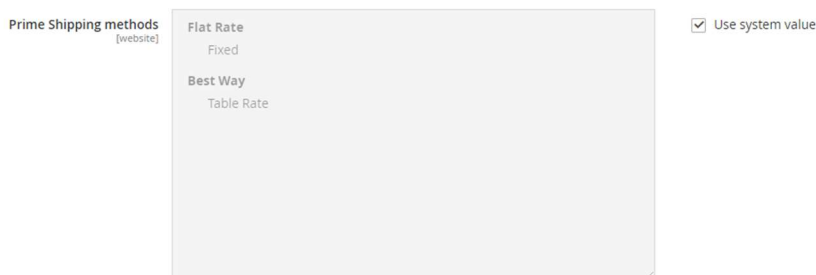 Prime Shipping methods
[website]
Flat Rate
Fixed
Best Way
Table Rate
Use system value